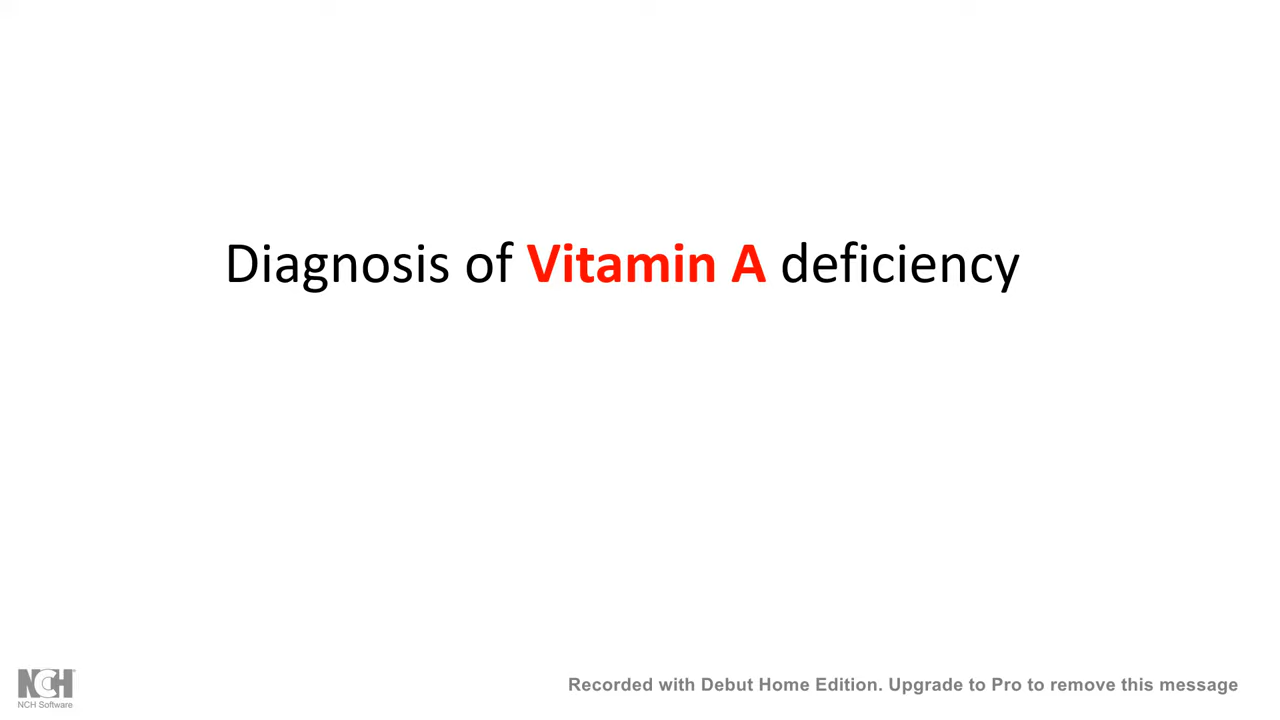 Diagnosis of Vitamin A deficiency
NCH
NCH Software
Recorded with Debut Home Edition. Upgrade to Pro to remove this message